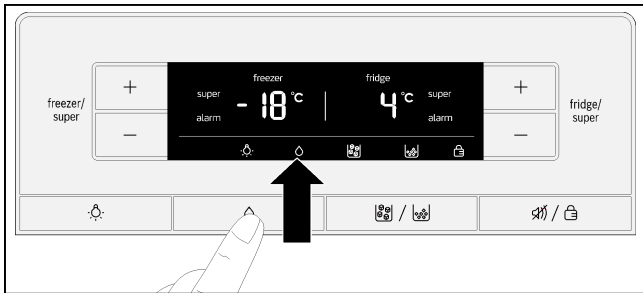 freezer
fridge
super
- 18 °C
4 °C
super
alarm
alarm
freezer/
super
+
−
+
−
fridge/
super
/
/